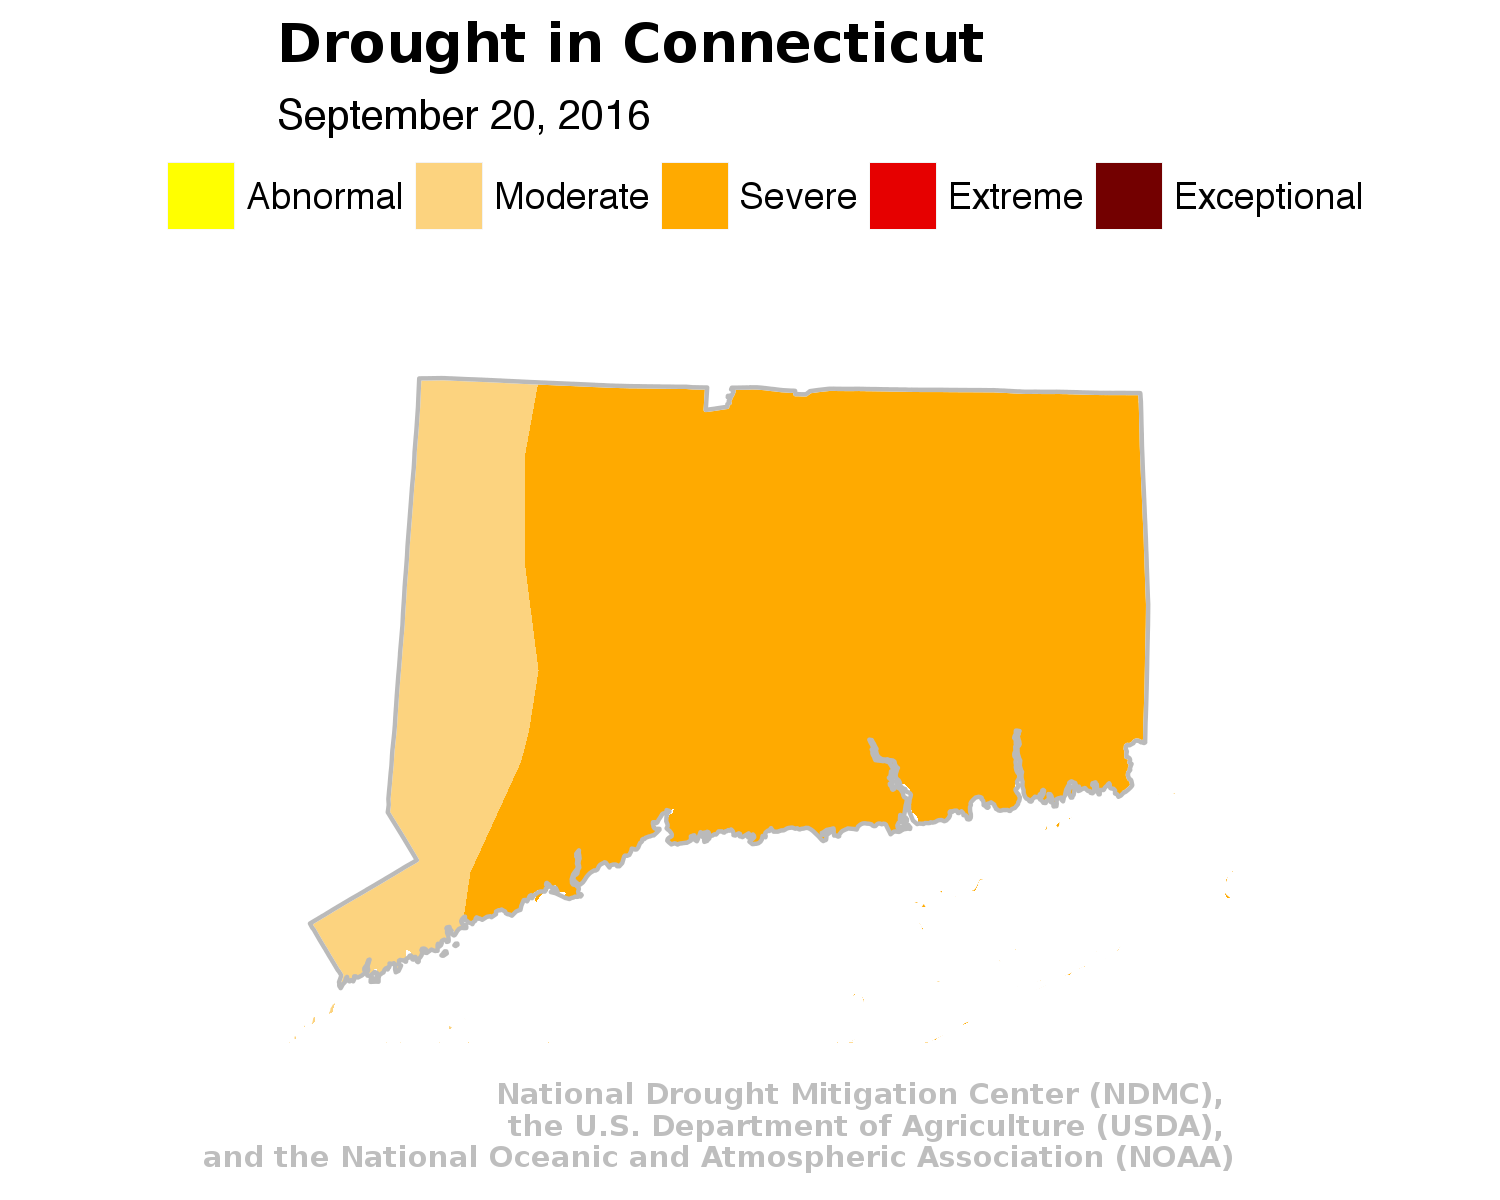 Drought in Connecticut
September 20, 2016
Abnormal Moderate Severe Extreme Exceptional
National Drought Mitigation Center (NDMC),
the U.S. Department of Agriculture (USDA),
and the National Oceanic and Atmospheric Association (NOAA)